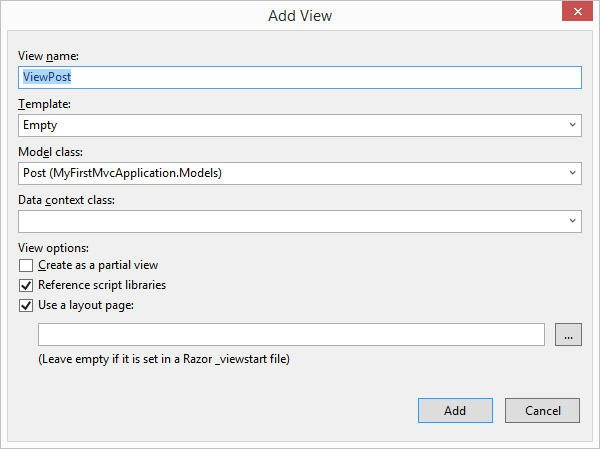 Add View
View name:
ViewPost
Template:
Empty
Model class:
Post (MyFirstMvcApplication.Models)
Data context class:
View options:
Create as a partial view
Reference script libraries
Use a layout page:
...
(Leave empty if it is set in a Razor _viewstart file)
Add Cancel